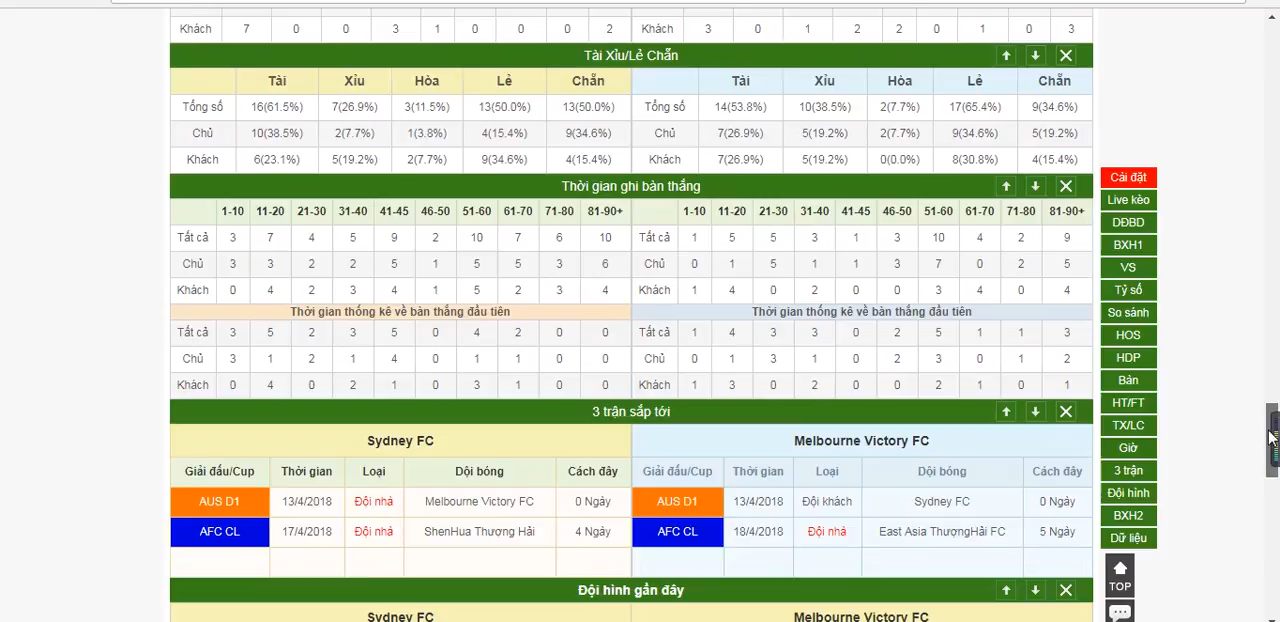 Khách 7 0 0 3 1 0 0 0 2 Khách 3 0 1 2 2 0 1 0 3
Tài Xỉu/Lẻ Chẵn
Tài Xỉu Hòa Lẻ Chẵn Tài Xỉu Hòa Lẻ Chẵn
Tổng số 16(61.5%) 7(26.9%) 3(11.5%) 13(50.0%) 13(50.0%) Tổng số 14(53.8%) 10(38.5%) 2(7.7%) 17(65.4%) 9(34.6%)
Chủ 10(38.5%) 2(7.7%) 1(3.8%) 4(15.4%) 9(34.6%) Chủ 7(26.9%) 5(19.2%) 2(7.7%) 9(34.6%) 5(19.2%)
Khách 6(23.1%) 5(19.2%) 2(7.7%) 9(34.6%) 4(15.4%) Khách 7(26.9%) 5(19.2%) 0(0.0%) 8(30.8%) 4(15.4%)
Thời gian ghi bàn thắng
1-10 11-20 21-30 31-40 41-45 46-50 51-60 61-70 71-80 81-90+ 1-10 11-20 21-30 31-40 41-45 46-50 51-60 61-70 71-80 81-90+
Tất cả 3 7 4 5 9 2 10 7 6 10 Tất cả 1 5 5 3 1 3 10 4 2 9
Chủ 3 3 2 2 5 1 5 5 3 6 Chủ 0 1 5 1 1 3 7 0 2 5
Khách 0 4 2 3 4 1 5 2 3 4 Khách 1 4 0 2 0 0 3 4 0 4
Thời gian thống kê về bàn thắng đầu tiên Thời gian thống kê về bàn thắng đầu tiên
Tất cả 3 5 2 3 5 0 4 2 0 0 Tất cả 1 4 3 3 0 2 5 1 1 3
Chủ 3 1 2 1 4 0 1 1 0 0 Chủ 0 1 3 1 0 2 3 0 1 2
Khách 0 4 0 2 1 0 3 1 0 0 Khách 1 3 0 2 0 0 2 1 0 1
3 trận sắp tới
Sydney FC Melbourne Victory FC
Giải đấu/Cup Thời gian Loại Dội bóng Cách đây Giải đấu/Cup Thời gian Loại Dội bóng Cách đây
AUS D1 13/4/2018 Đội nhà Melbourne Victory FC 0 Ngày AUS D1 13/4/2018 Đội khách Sydney FC 0 Ngày
AFC CL 17/4/2018 Đội nhà ShenHua Thượng Hải 4 Ngày AFC CL 18/4/2018 Đội nhà East Asia ThượngHải FC 5 Ngày
Đội hình gần đây
Sydney FC Melbourne Victory FC
Cài đặt
Live kèo
DĐBD
BXH1
VS
Tỷ số
So sánh
HOS
HDP
Bàn
HT/FT
TX/LC
Giờ
3 trận
Đội hình
BXH2
Dữ liệu
TOP